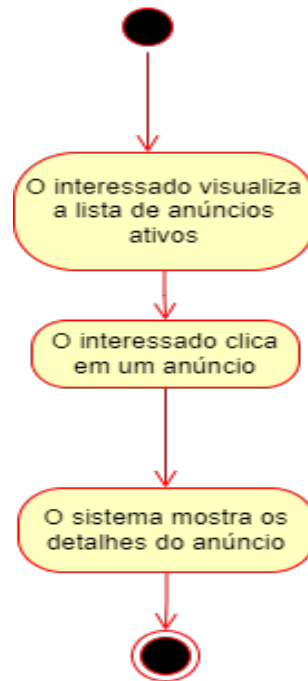 O interessado visualiza
a lista de anúncios
ativos
O interessado clica
em um anúncio
O sistema mostra os
detalhes do anúncio